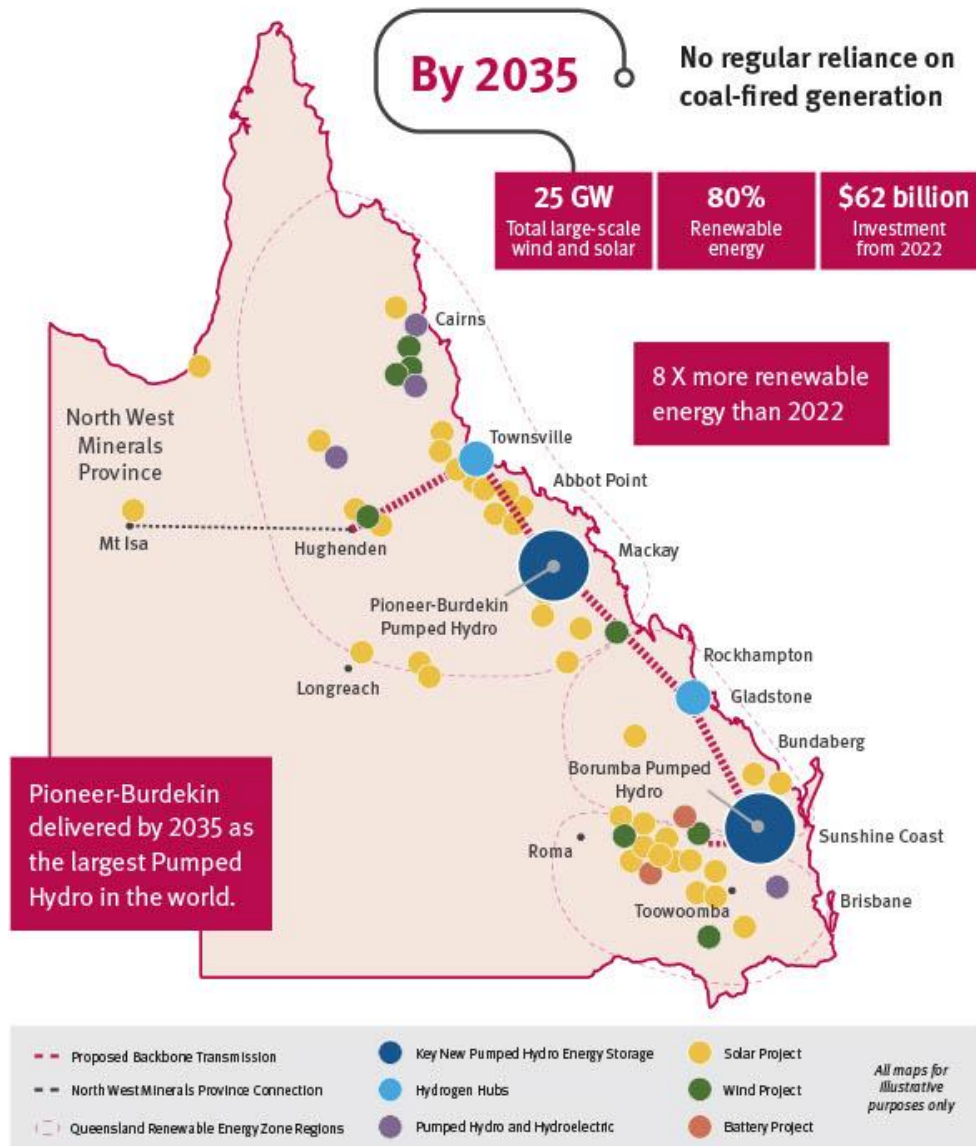 By 2035
No regular reliance on
coal-fired generation
25 GW
Total large-scale
wind and solar
80%
Renewable
energy
$62 billion
Investment
from 2022
Cairns
8 X more renewable
energy than 2022
North West
Minerals
Province
Townsville
Abbot Point
Mt Isa
Hughenden
Mackay
Pioneer-Burdekin
Pumped Hydro
Longreach
Rockhampton
Gladstone
Bundaberg
Borumba Pumped
Hydro
Pioneer-Burdekin
delivered by 2035 as
the largest Pumped
Hydro in the world.
Roma
Sunshine Coast
Toowoomba
Brisbane
Proposed Backbone Transmission
North West Minerals Province Connection
Queensland Renewable Energy Zone Regions
Key New Pumped Hydro Energy Storage
Hydrogen Hubs
Pumped Hydro and Hydroelectric
Solar Project
Wind Project
Battery Project
All maps for
illustrative
purposes only